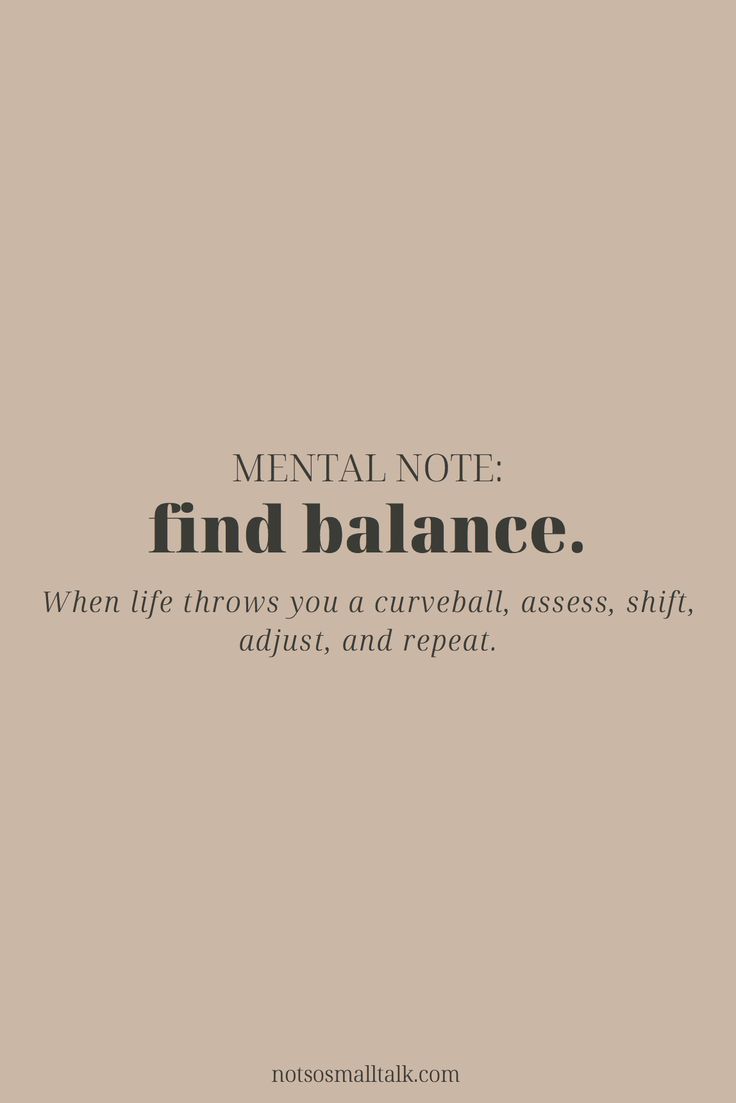 MENTAL NOTE:
find balance.
When life throws you a curveball, assess, shift,
adjust, and repeat.
notsosmalltalk.com